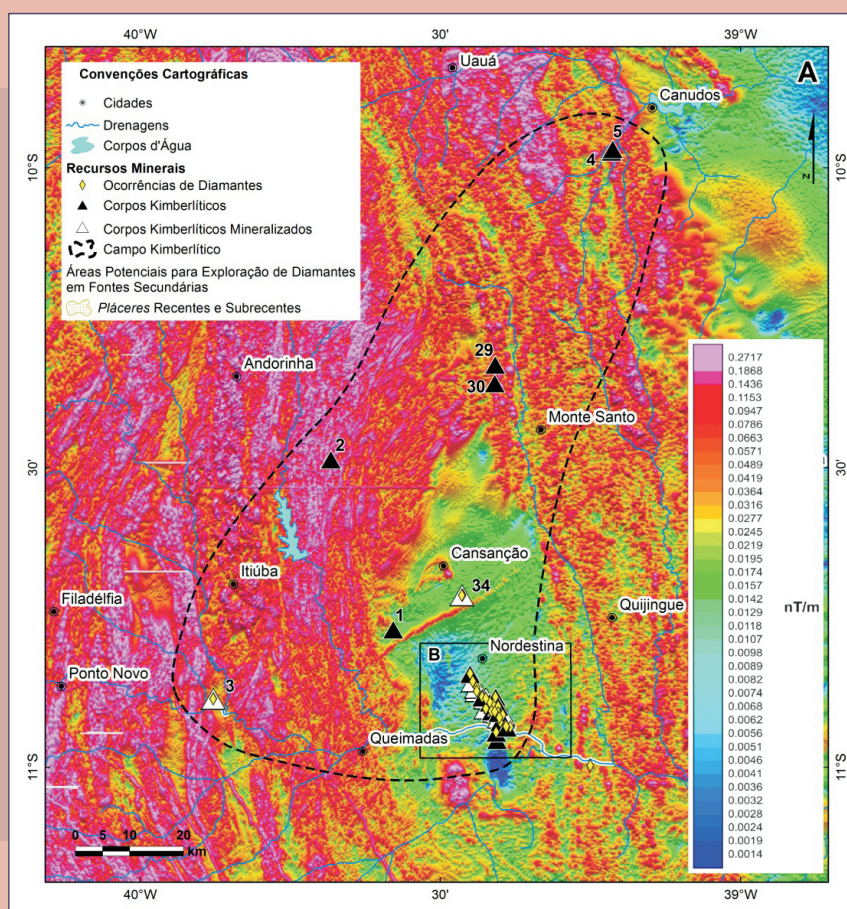 40°W
30'
39°W
A
Uauá
Canudos
Convenções Cartográficas
Cidades
Drenagens
Corpos d'Água
Recursos Minerais
Ocorrências de Diamantes
Corpos Kimberlíticos
Corpos Kimberlíticos Mineralizados
Campo Kimberlítico
Áreas Potenciais para Exploração de Diamantes
em Fontes Secundárias
Pláceres Recentes e Subrecentes
5
4
10°S
10°S
N
Andorinha
29
30
Monte Santo
2
30'
30'
Itiúba
Cansanção
34
Filadélfia
1
Quijingue
B
Nordestina
Ponto Novo
3
Queimadas
11°S
11°S
0.2717
0.1868
0.1436
0.1153
0.0947
0.0786
0.0663
0.0571
0.0489
0.0419
0.0364
0.0316
0.0277
0.0245
0.0219
0.0195
0.0174
0.0157
0.0142
0.0129
0.0118
0.0107
0.0098
0.0089
0.0082
0.0074
0.0068
0.0062
0.0056
0.0051
0.0046
0.0041
0.0036
0.0032
0.0028
0.0024
0.0019
0.0014
nT/m
0 5 10 20
km
40°W
30'
39°W